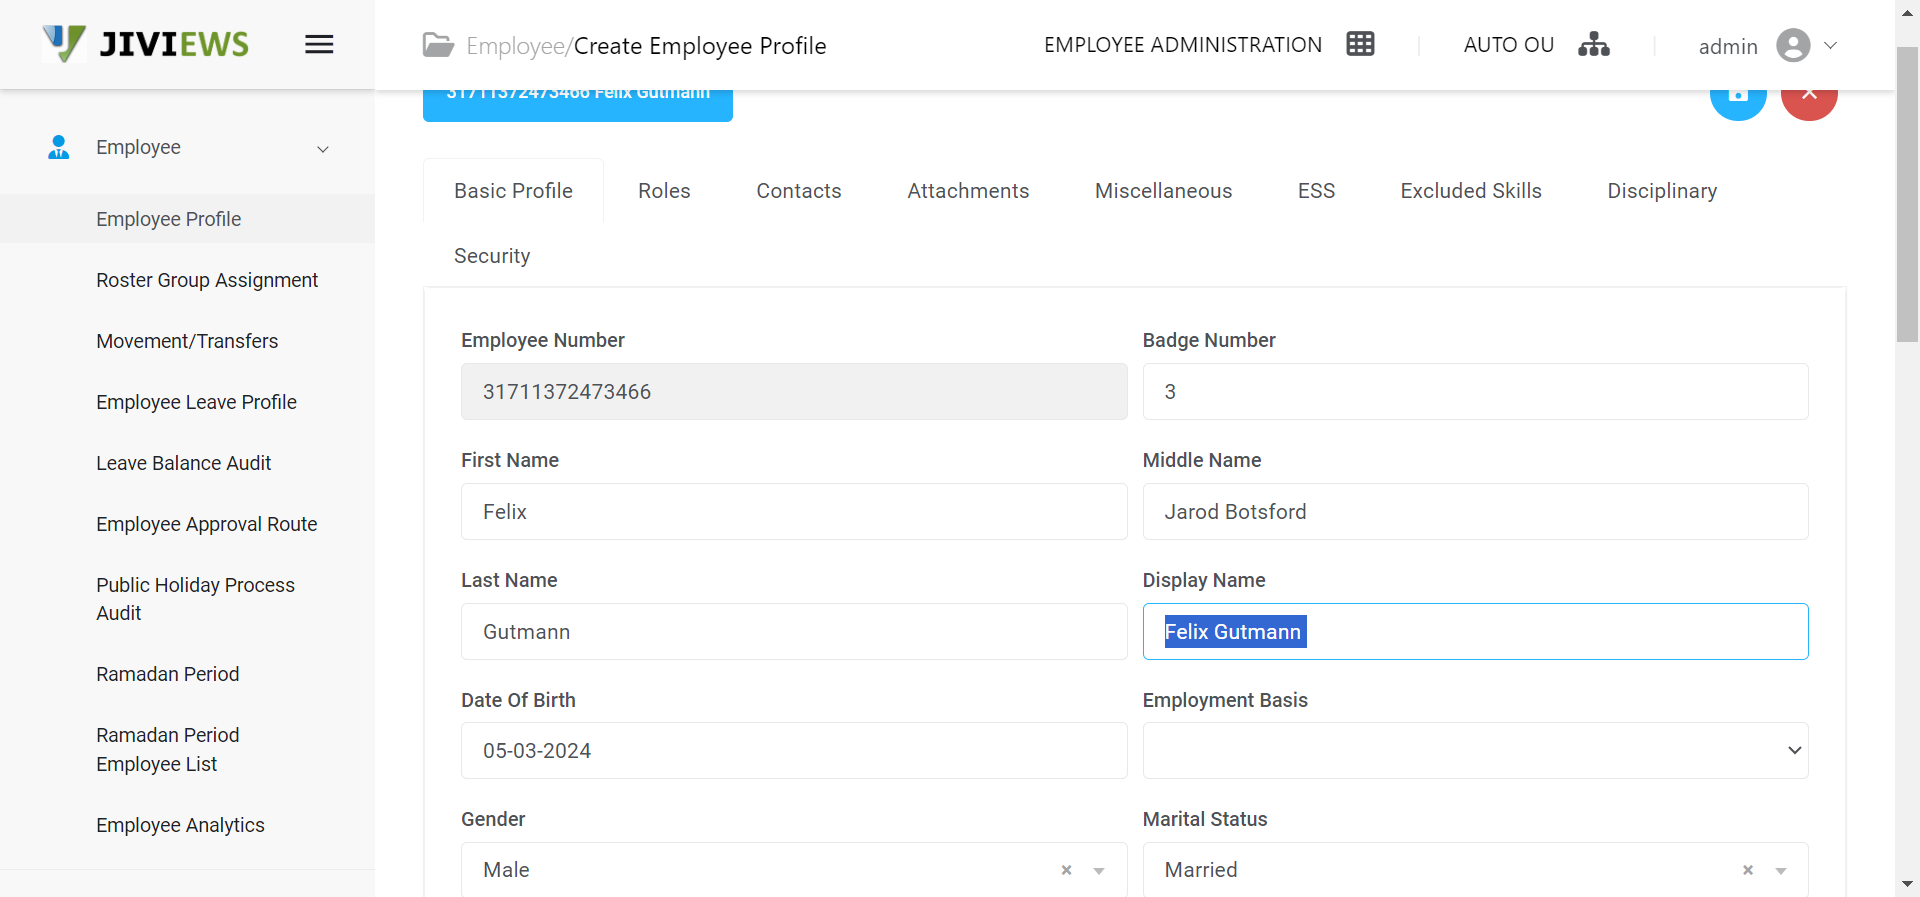 JIVIEWS
Employee/Create Employee Profile
EMPLOYEE ADMINISTRATION
AUTO OU
admin
31711372473466 Felix Gutmann
Employee
Employee Profile
Roster Group Assignment
Movement/Transfers
Employee Leave Profile
Leave Balance Audit
Employee Approval Route
Public Holiday Process
Audit
Ramadan Period
Ramadan Period
Employee List
Employee Analytics
Basic Profile
Roles
Contacts
Attachments
Miscellaneous
ESS
Excluded Skills
Disciplinary
Security
Employee Number
31711372473466
Badge Number
3
First Name
Felix
Middle Name
Jarod Botsford
Last Name
Gutmann
Display Name
Felix Gutmann
Date Of Birth
05-03-2024
Employment Basis
Gender
Male
×
Marital Status
Married
×